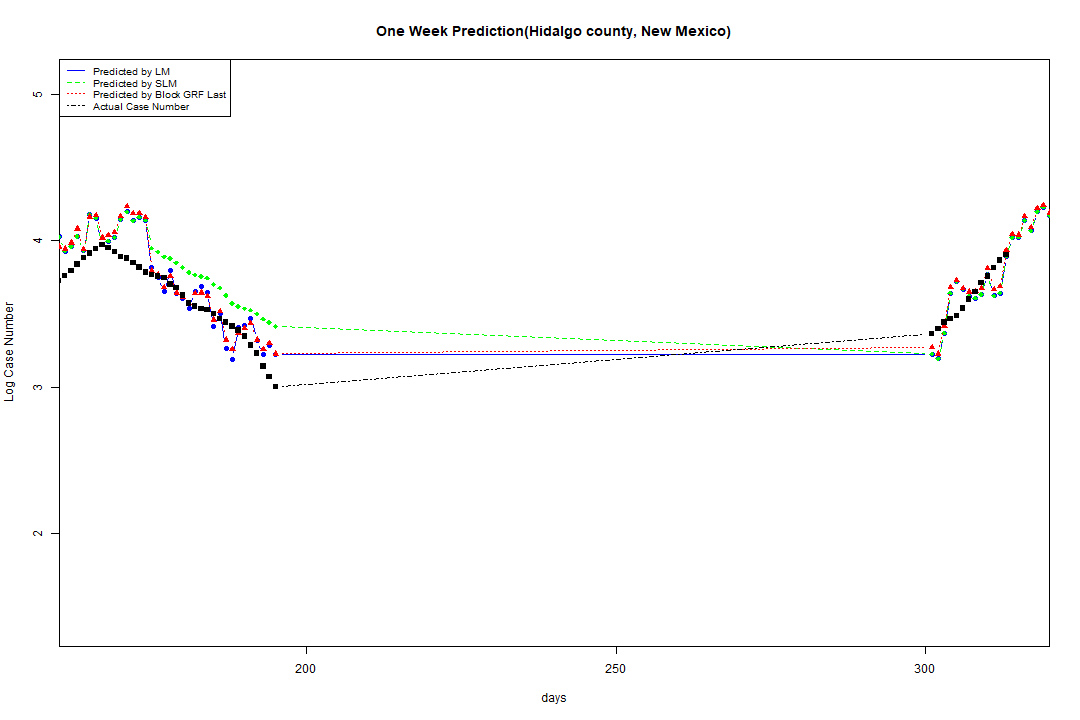 One Week Prediction(Hidalgo county, New Mexico)
Predicted by LM
Predicted by SLM
Predicted by Block GRF Last
Actual Case Number
5
4
3
2
Log Case Number
200
250
300
days